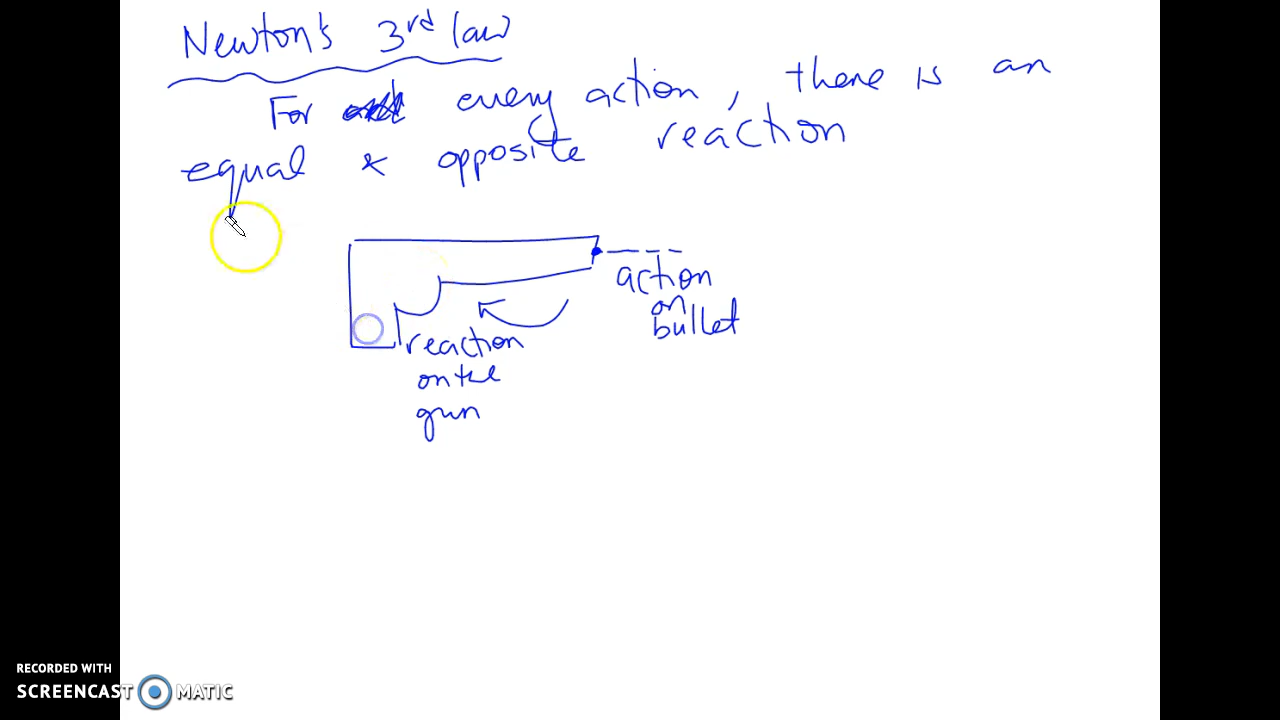 Newton's 3rd law
For every action, there is an
equal & opposite reaction
action
on
bullet
reaction
on the
gun
RECORDED WITH
SCREENCAST MATIC